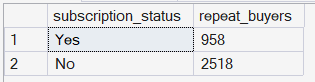 subscription_status repeat_buyers
1 Yes 958
2 No 2518